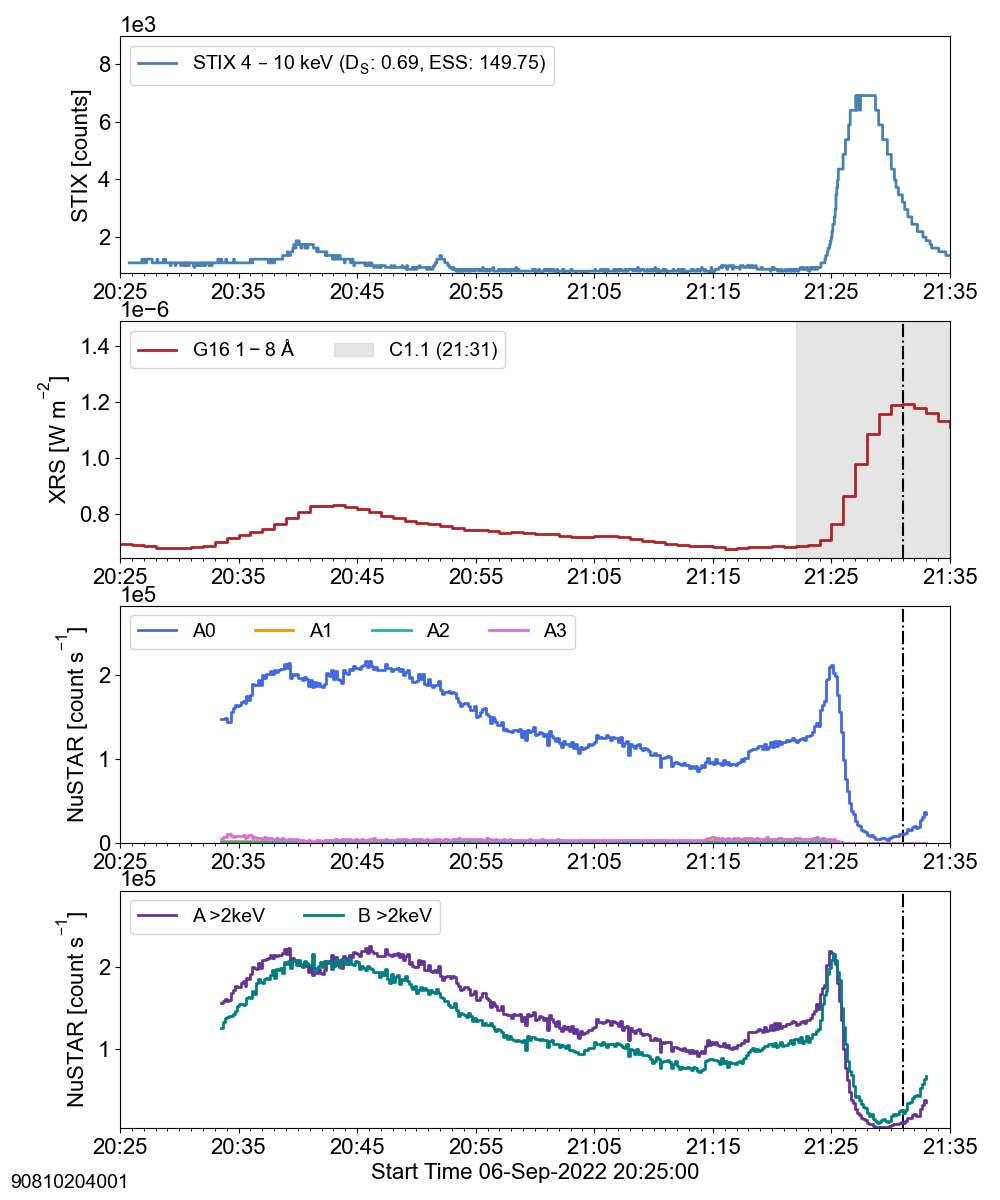 1e3
STIX 4 – 10 keV (D_S: 0.69, ESS: 149.75)
8
6
4
2
STIX [counts]
20:25 20:35 20:45 20:55 21:05 21:15 21:25 21:35
1e−6
G16 1 – 8 Å C1.1 (21:31)
1.4
1.2
1.0
0.8
XRS [W m⁻²]
20:25 20:35 20:45 20:55 21:05 21:15 21:25 21:35
1e5
A0 A1 A2 A3
2
1
0
NuSTAR [count s⁻¹]
20:25 20:35 20:45 20:55 21:05 21:15 21:25 21:35
1e5
A >2keV B >2keV
2
1
NuSTAR [count s⁻¹]
20:25 20:35 20:45 20:55 21:05 21:15 21:25 21:35
Start Time 06-Sep-2022 20:25:00
90810204001